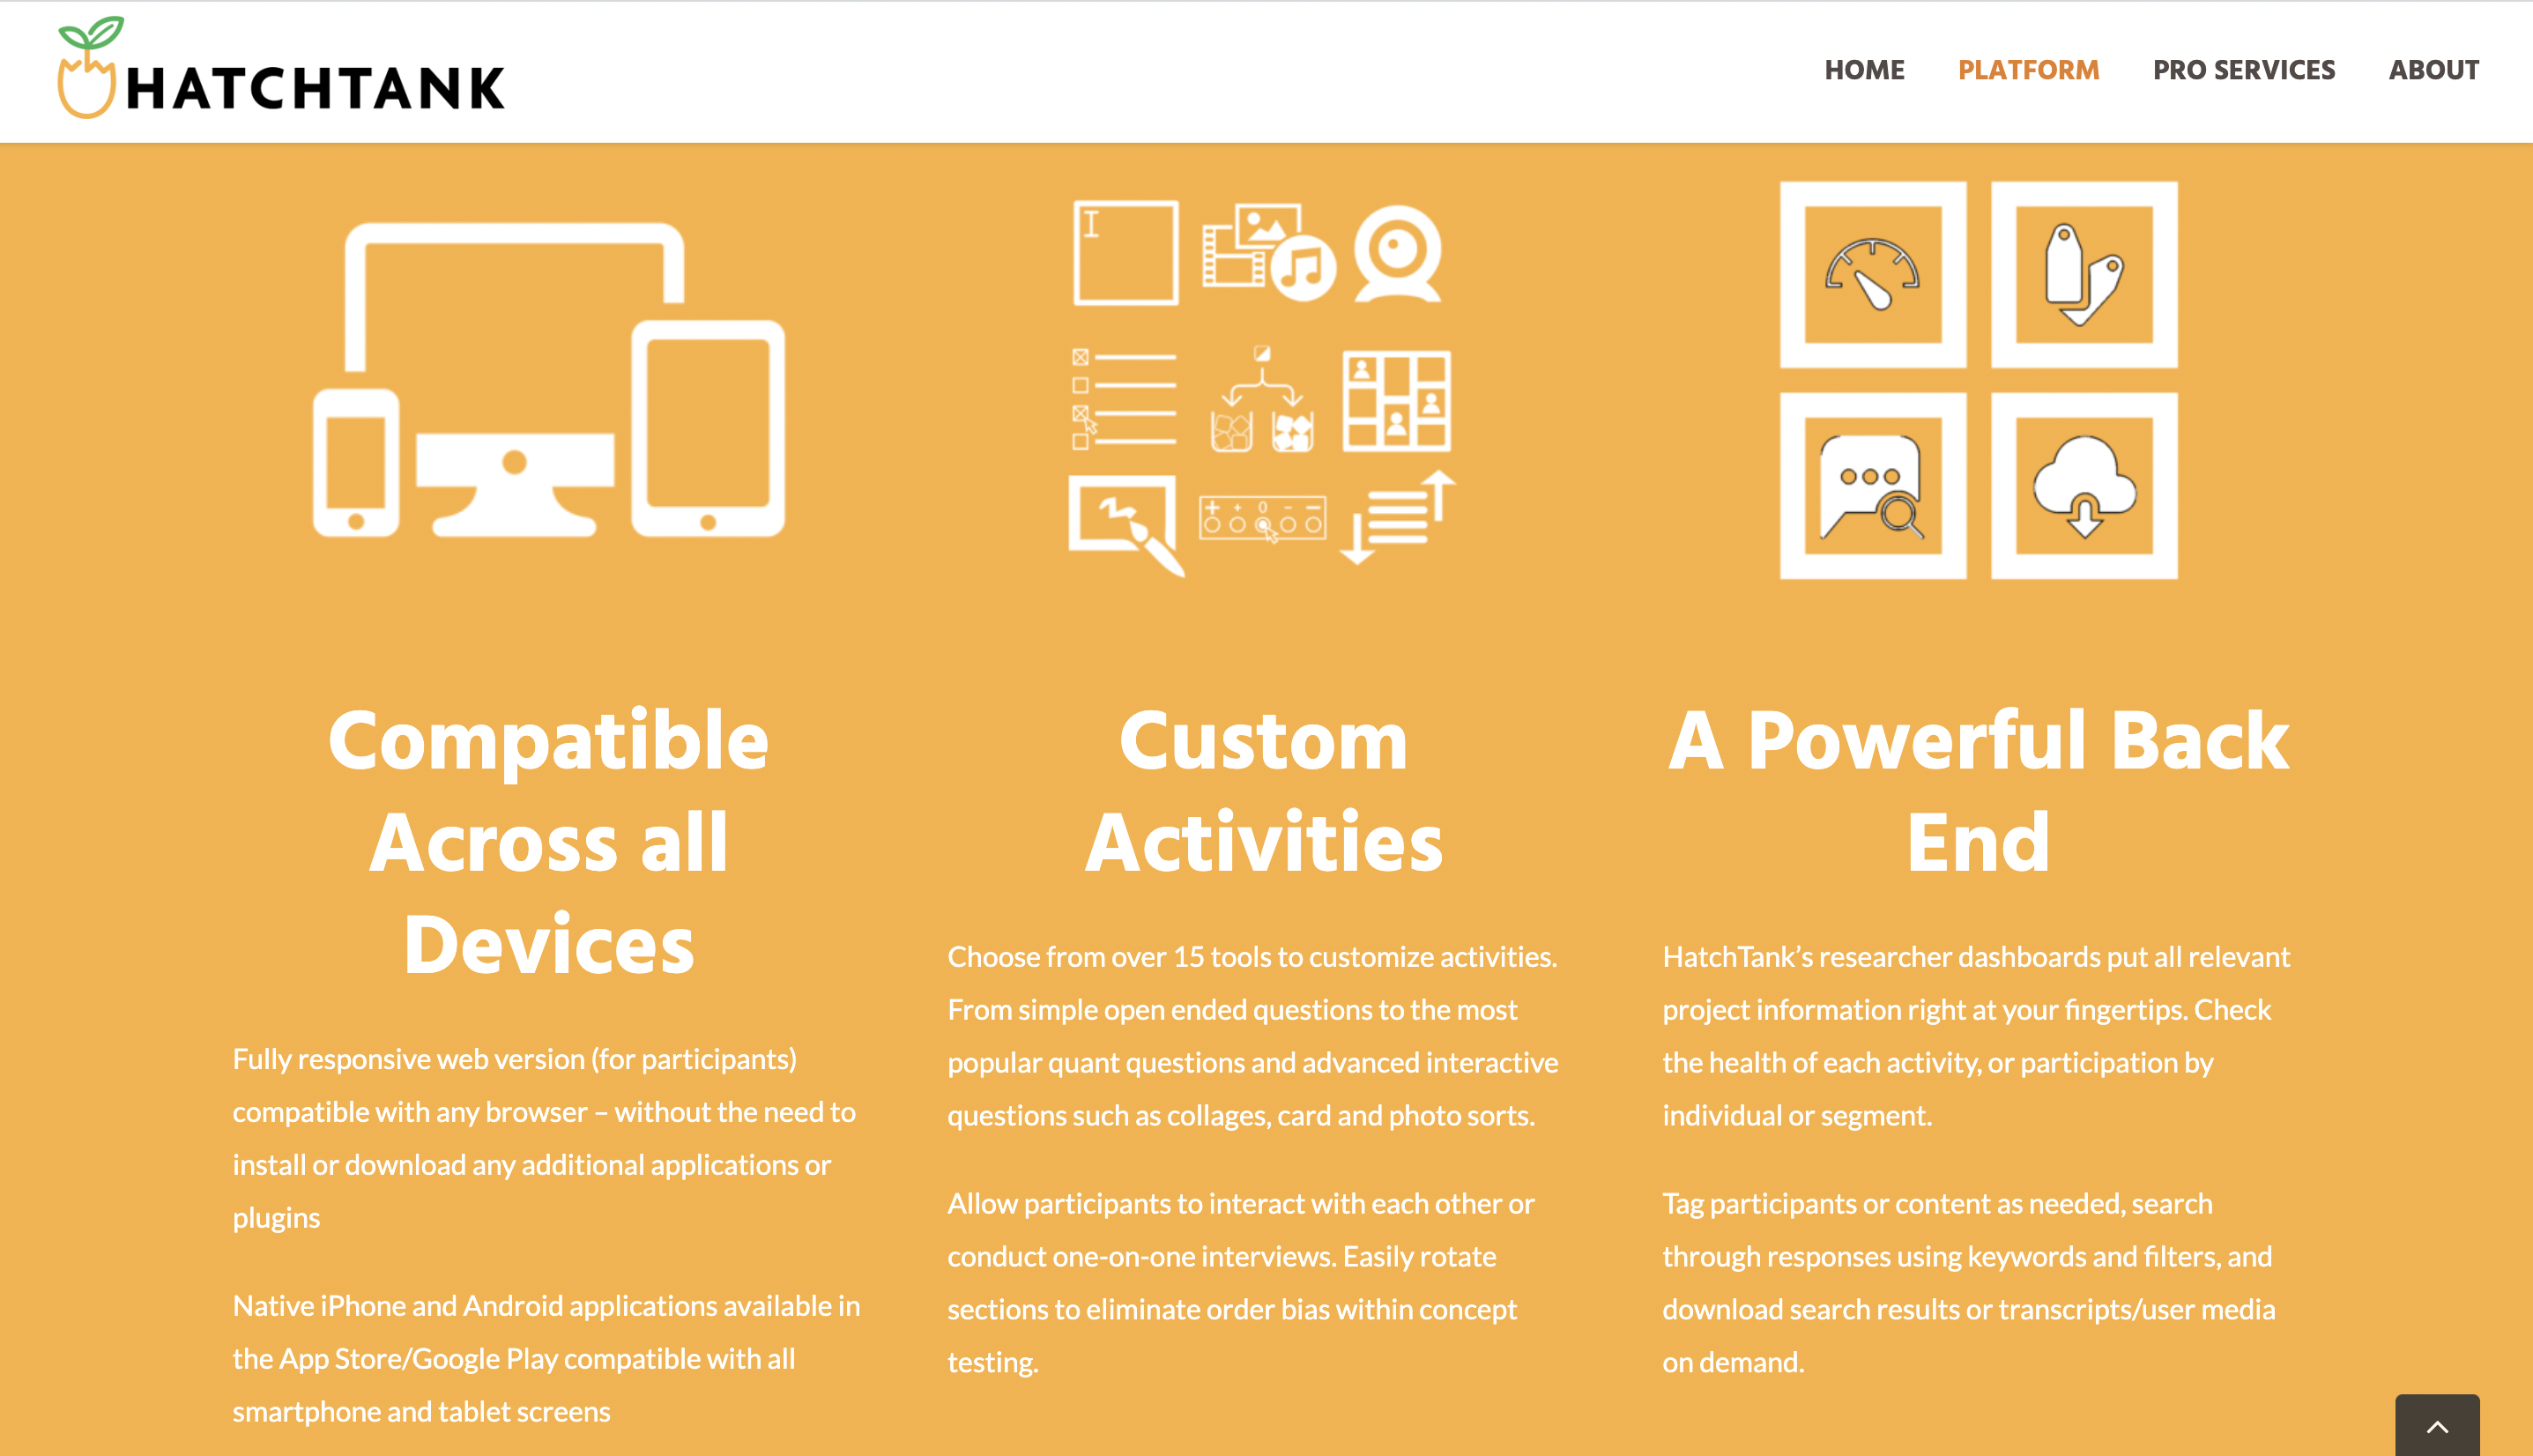 HATCHTANK
HOME PLATFORM PRO SERVICES ABOUT
Compatible
Across all
Devices
Fully responsive web version (for participants)
compatible with any browser – without the need to
install or download any additional applications or
plugins
Native iPhone and Android applications available in
the App Store/Google Play compatible with all
smartphone and tablet screens
Custom
Activities
Choose from over 15 tools to customize activities.
From simple open ended questions to the most
popular quant questions and advanced interactive
questions such as collages, card and photo sorts.
Allow participants to interact with each other or
conduct one-on-one interviews. Easily rotate
sections to eliminate order bias within concept
testing.
A Powerful Back
End
HatchTank’s researcher dashboards put all relevant
project information right at your fingertips. Check
the health of each activity, or participation by
individual or segment.
Tag participants or content as needed, search
through responses using keywords and filters, and
download search results or transcripts/user media
on demand.